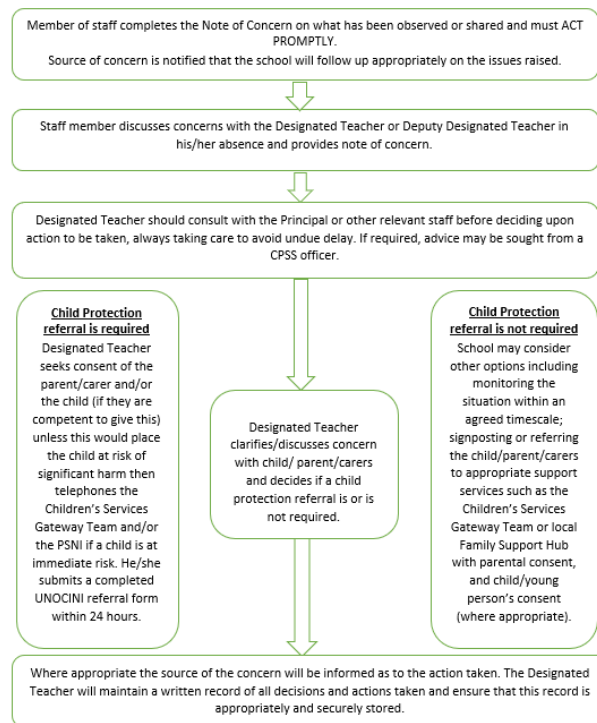 Member of staff completes the Note of Concern on what has been observed or shared and must ACT
PROMPTLY.
Source of concern is notified that the school will follow up appropriately on the issues raised.
Staff member discusses concerns with the Designated Teacher or Deputy Designated Teacher in
his/her absence and provides note of concern.
Designated Teacher should consult with the Principal or other relevant staff before deciding upon
action to be taken, always taking care to avoid undue delay. If required, advice may be sought from a
CPSS officer.
Child Protection
referral is required
Designated Teacher
seeks consent of the
parent/carer and/or
the child (if they are
competent to give this)
unless this would place
the child at risk of
significant harm then
telephones the
Children's Services
Gateway Team and/or
the PSNI if a child is at
immediate risk. He/she
submits a completed
UNOCINI referral form
within 24 hours.
Designated Teacher
clarifies/discusses concern
with child/ parent/carers
and decides if a child
protection referral is or is
not required.
Child Protection
referral is not required
School may consider
other options including
monitoring the
situation within an
agreed timescale;
signposting or referring
the child/parent/carers
to appropriate support
services such as the
Children's Services
Gateway Team or local
Family Support Hub
with parental consent,
and child/young
person's consent
(where appropriate).
Where appropriate the source of the concern will be informed as to the action taken. The Designated
Teacher will maintain a written record of all decisions and actions taken and ensure that this record is
appropriately and securely stored.